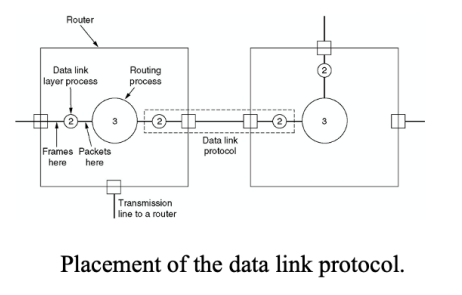 Router
Data link
layer process
Routing
process
2
3
2
2
3
2
Frames
here
Packets
here
Data link
protocol
Transmission
line to a router
Placement of the data link protocol.